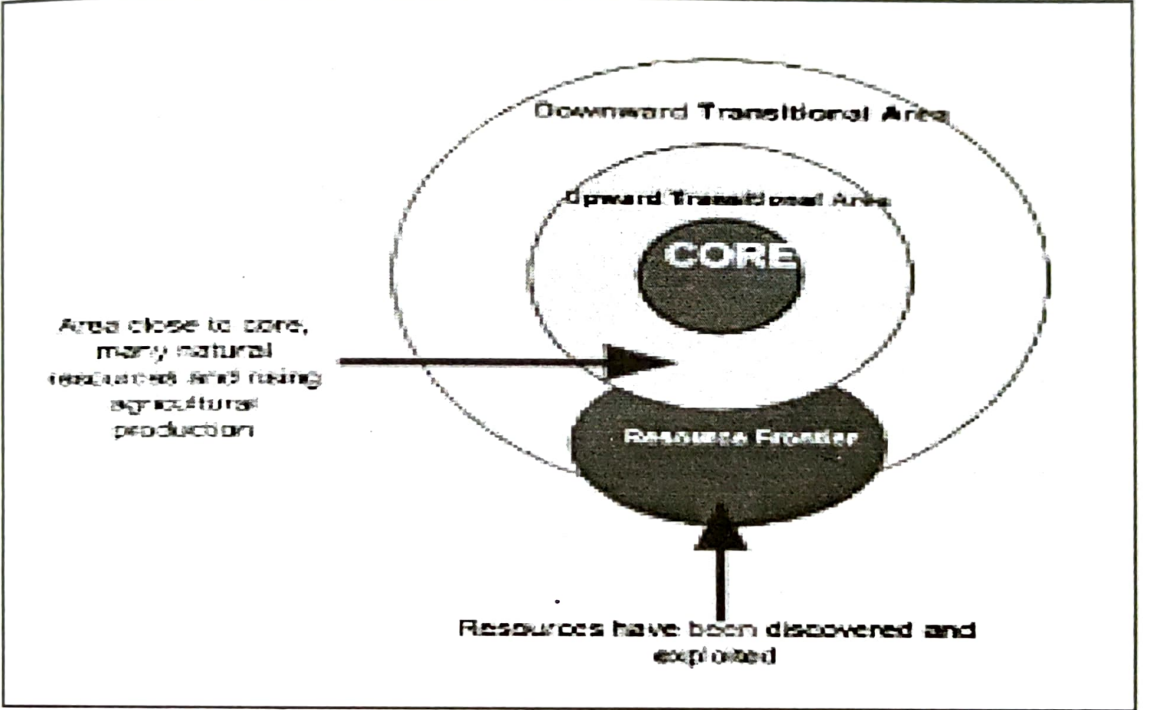 Downward Transitional Area
Upward Transitional Area
CORE
Area close to core,
many natural
resources and rising
agricultural
production
Resource Frontier
Resources have been discovered and
exploited